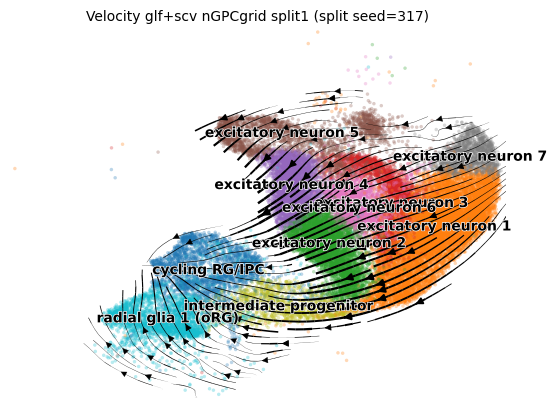 Velocity glf+scv nGPCgrid split1 (split seed=317)
excitatory neuron 5
excitatory neuron 7
excitatory neuron 4
excitatory neuron 3
excitatory neuron 6
excitatory neuron 1
excitatory neuron 2
cycling RG/IPC
intermediate progenitor
radial glia 1 (oRG)